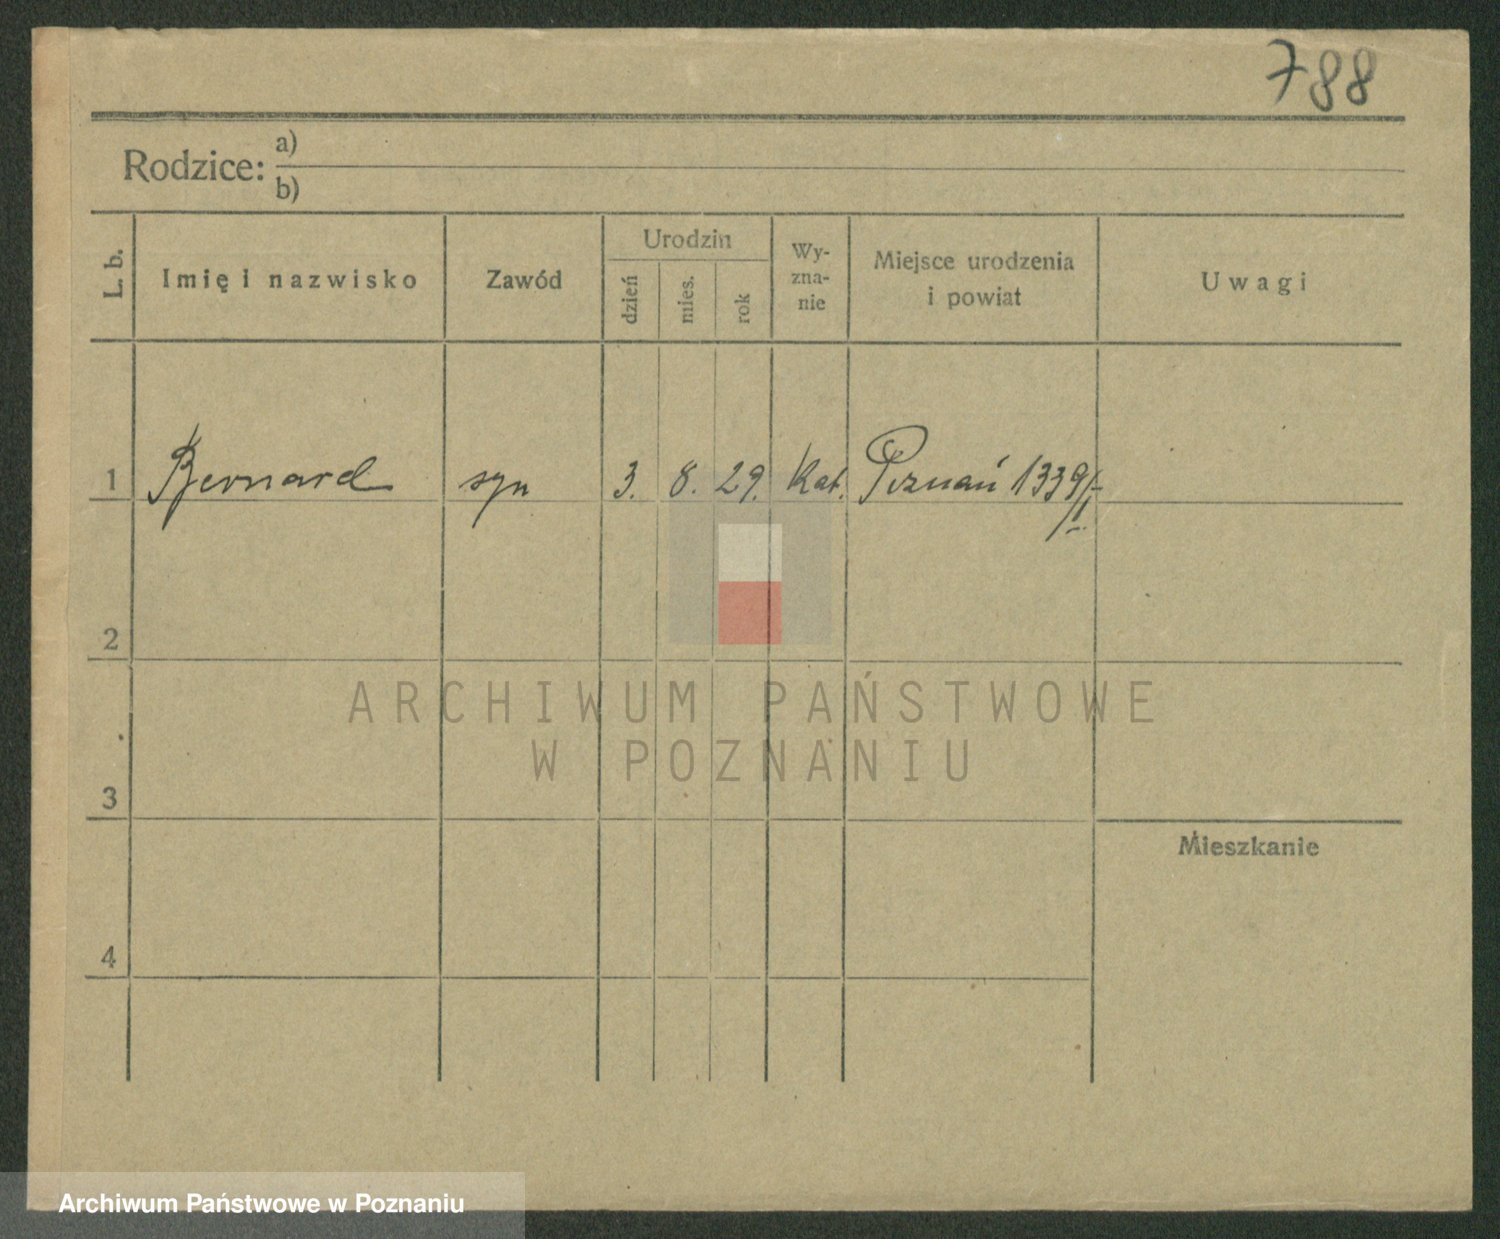 788
Rodzice: a)
b)
L. b. Imię i nazwisko Zawód Urodzin dzień mies. rok Wy-
zna-
nie Miejsce urodzenia
i powiat Uwagi
1 Bernard syn 3. 8. 29. Kat. Poznań 1339/I
2
3
Mieszkanie
4
ARCHIWUM PAŃSTWOWE
W POZNANIU
Archiwum Państwowe w Poznaniu